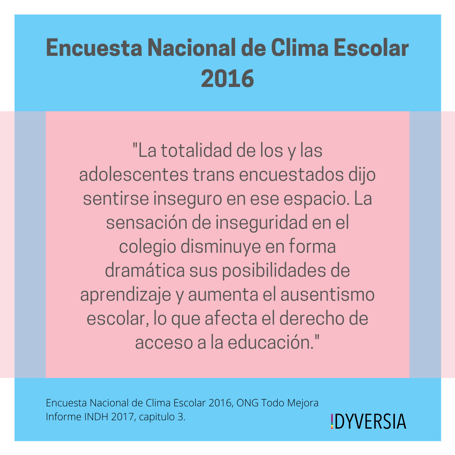 Encuesta Nacional de Clima Escolar
2016
"La totalidad de los y las
adolescentes trans encuestados dijo
sentirse inseguro en ese espacio. La
sensación de inseguridad en el
colegio disminuye en forma
dramática sus posibilidades de
aprendizaje y aumenta el ausentismo
escolar, lo que afecta el derecho de
acceso a la educación."
Encuesta Nacional de Clima Escolar 2016, ONG Todo Mejora
Informe INDH 2017, capitulo 3.
!DYVERSIA